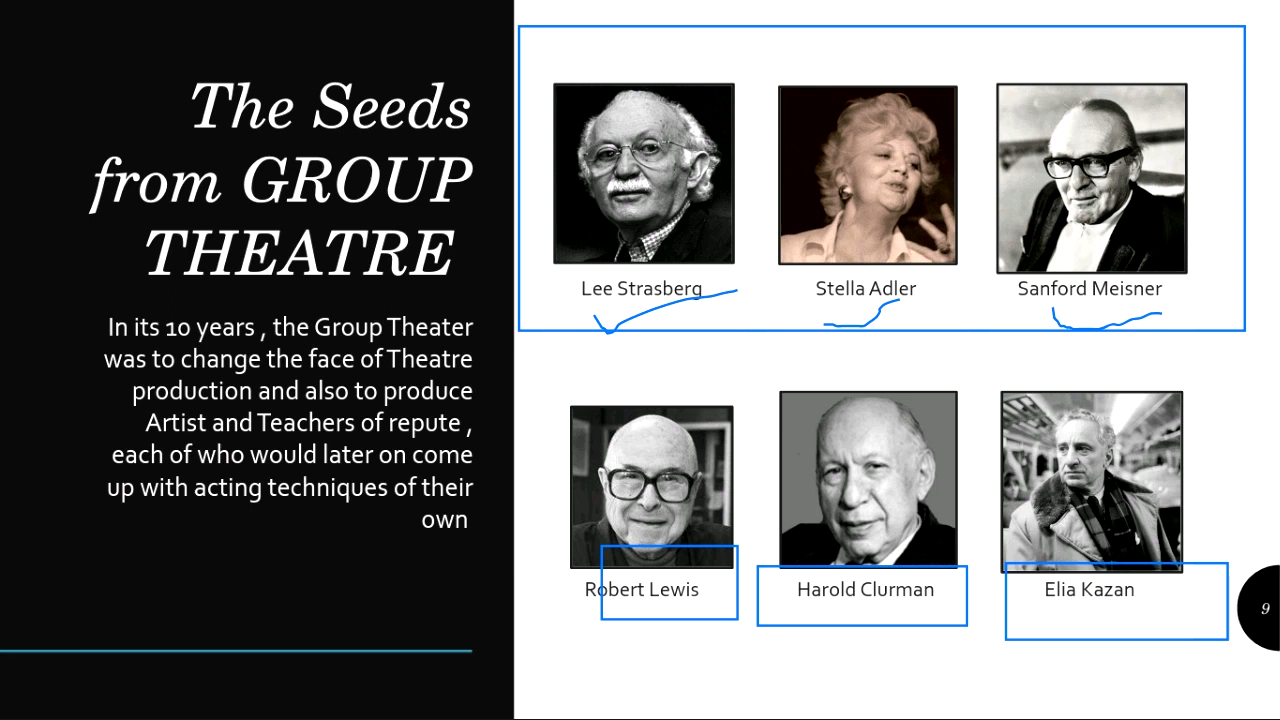 The Seeds
from GROUP
THEATRE
In its 10 years , the Group Theater
was to change the face of Theatre
production and also to produce
Artist and Teachers of repute ,
each of who would later on come
up with acting techniques of their
own
Lee Strasberg
Stella Adler
Sanford Meisner
Robert Lewis
Harold Clurman
Elia Kazan
9